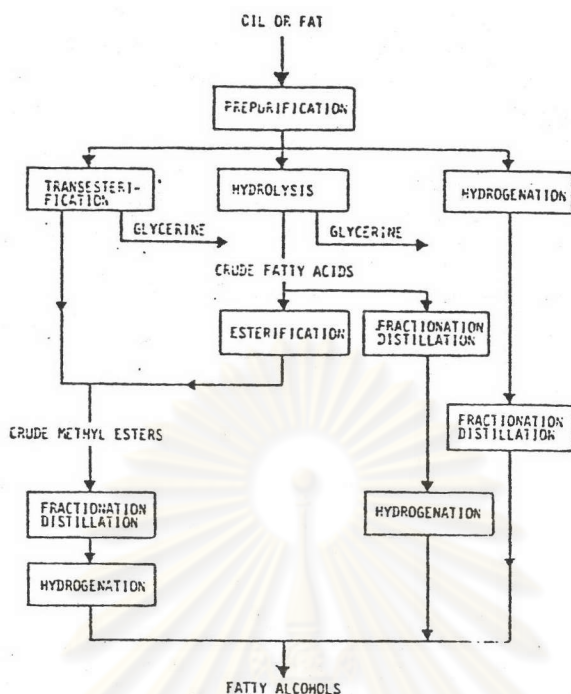 CIL OR FAT
PREPURIFICATION
TRANSESTERI-
FICATION
HYDROLYSIS
HYDROGENATION
GLYCERINE
GLYCERINE
CRUDE FATTY ACIDS
ESTERIFICATION
FRACTIONATION
DISTILLATION
FRACTIONATION
DISTILLATION
CRUDE METHYL ESTERS
FRACTIONATION
DISTILLATION
HYDROGENATION
HYDROGENATION
FATTY ALCOHOLS